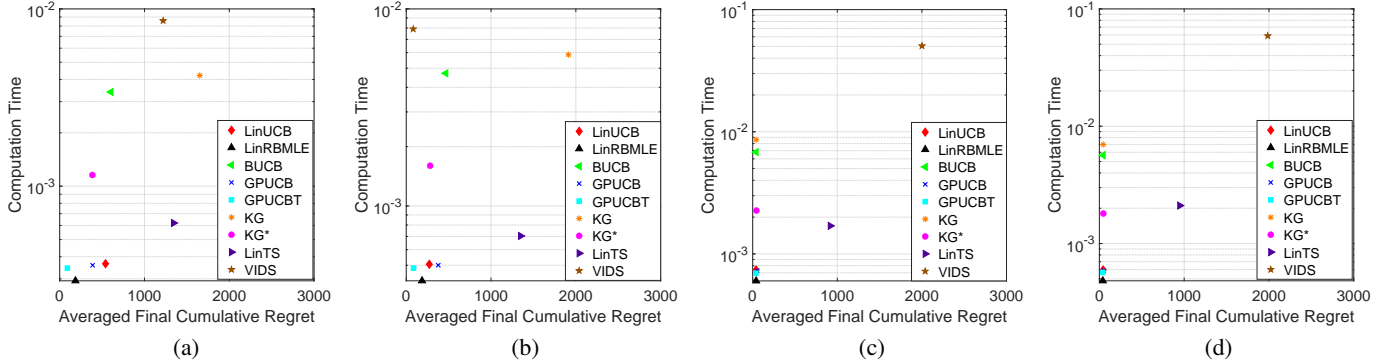 10^-2
10^-3
Computation Time
0 1000 2000 3000
Averaged Final Cumulative Regret
LinUCB
LinRBMLE
BUCB
GPUCB
GPUCBT
KG
KG*
LinTS
VIDS
(a)
10^-2
10^-3
Computation Time
0 1000 2000 3000
Averaged Final Cumulative Regret
LinUCB
LinRBMLE
BUCB
GPUCB
GPUCBT
KG
KG*
LinTS
VIDS
(b)
10^-1
10^-2
10^-3
Computation Time
0 1000 2000 3000
Averaged Final Cumulative Regret
LinUCB
LinRBMLE
BUCB
GPUCB
GPUCBT
KG
KG*
LinTS
VIDS
(c)
10^-1
10^-2
10^-3
Computation Time
0 1000 2000 3000
Averaged Final Cumulative Regret
LinUCB
LinRBMLE
BUCB
GPUCB
GPUCBT
KG
KG*
LinTS
VIDS
(d)